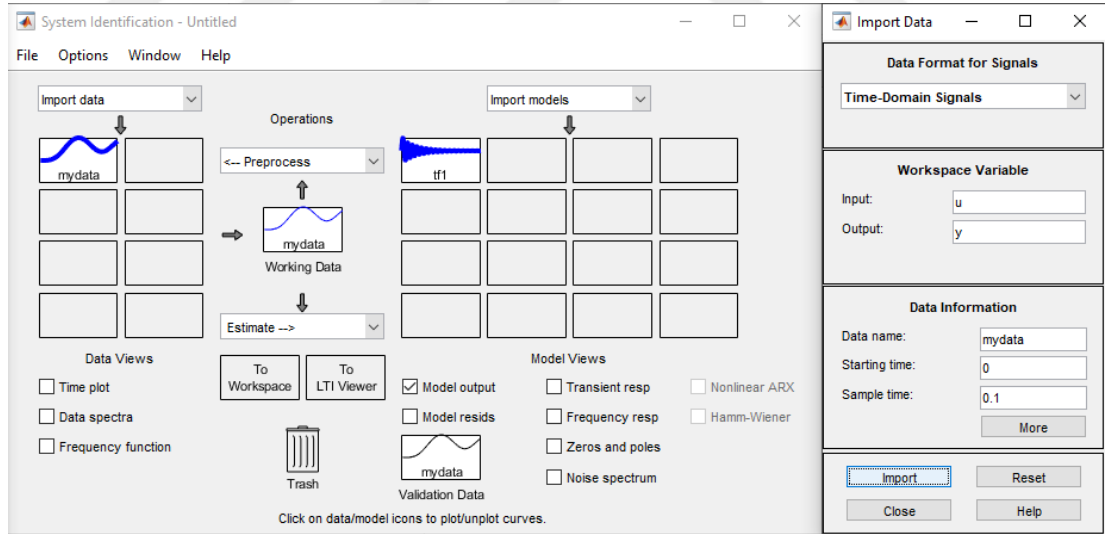 System Identification - Untitled
File Options Window Help
Import data
Import models
Operations
mydata
<-- Preprocess
tf1
mydata
Working Data
Estimate -->
Data Views
Model Views
To Workspace
To LTI Viewer
Time plot
Data spectra
Frequency function
Model output
Model resids
Transient resp
Frequency resp
Zeros and poles
Noise spectrum
Nonlinear ARX
Hamm-Wiener
Trash
mydata
Validation Data
Click on data/model icons to plot/unplot curves.
Import Data
Data Format for Signals
Time-Domain Signals
Workspace Variable
Input: u
Output: y
Data Information
Data name: mydata
Starting time: 0
Sample time: 0.1
More
Import Reset
Close Help